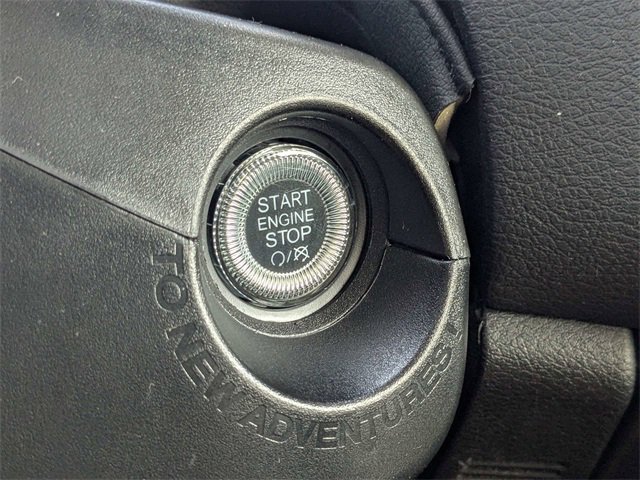 START
ENGINE
STOP
TO NEW ADVENTURES!